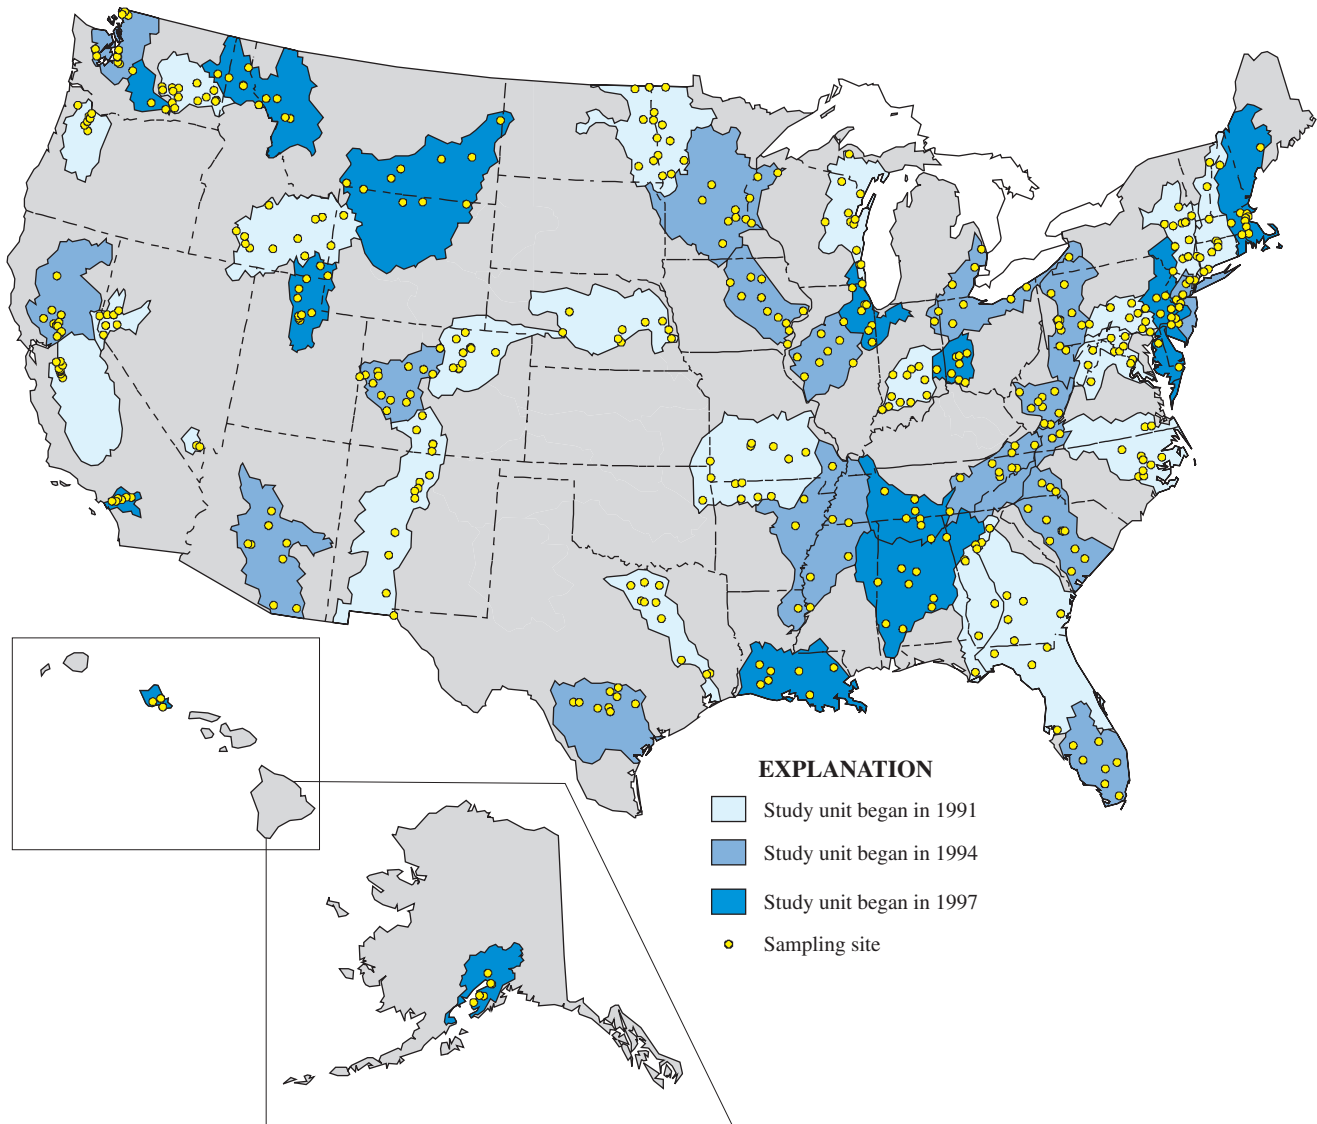 EXPLANATION
Study unit began in 1991
Study unit began in 1994
Study unit began in 1997
Sampling site